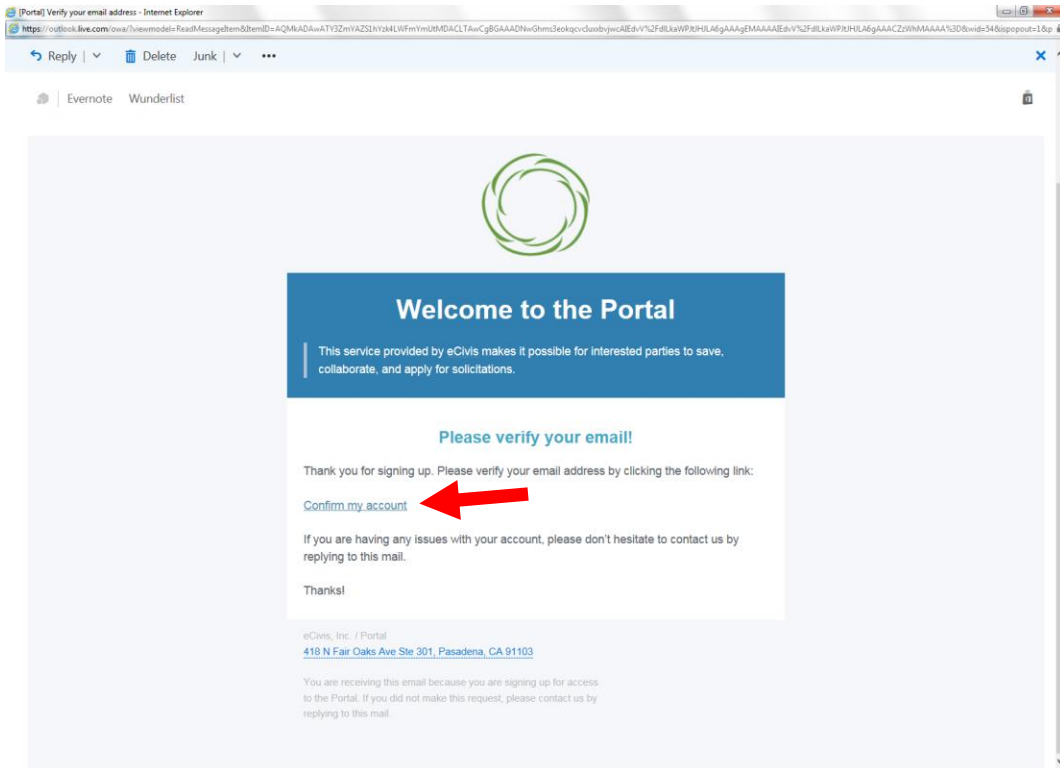 [Portal] Verify your email address - Internet Explorer
Reply
Delete Junk
Evernote Wunderlist
Welcome to the Portal
This service provided by eCivis makes it possible for interested parties to save,
collaborate, and apply for solicitations.
Please verify your email!
Thank you for signing up. Please verify your email address by clicking the following link:
Confirm my account
If you are having any issues with your account, please don't hesitate to contact us by
replying to this mail.
Thanks!
eCivis, Inc. / Portal
418 N Fair Oaks Ave Ste 301, Pasadena, CA 91103
You are receiving this email because you are signing up for access
to the Portal. If you did not make this request, please contact us by
replying to this mail.